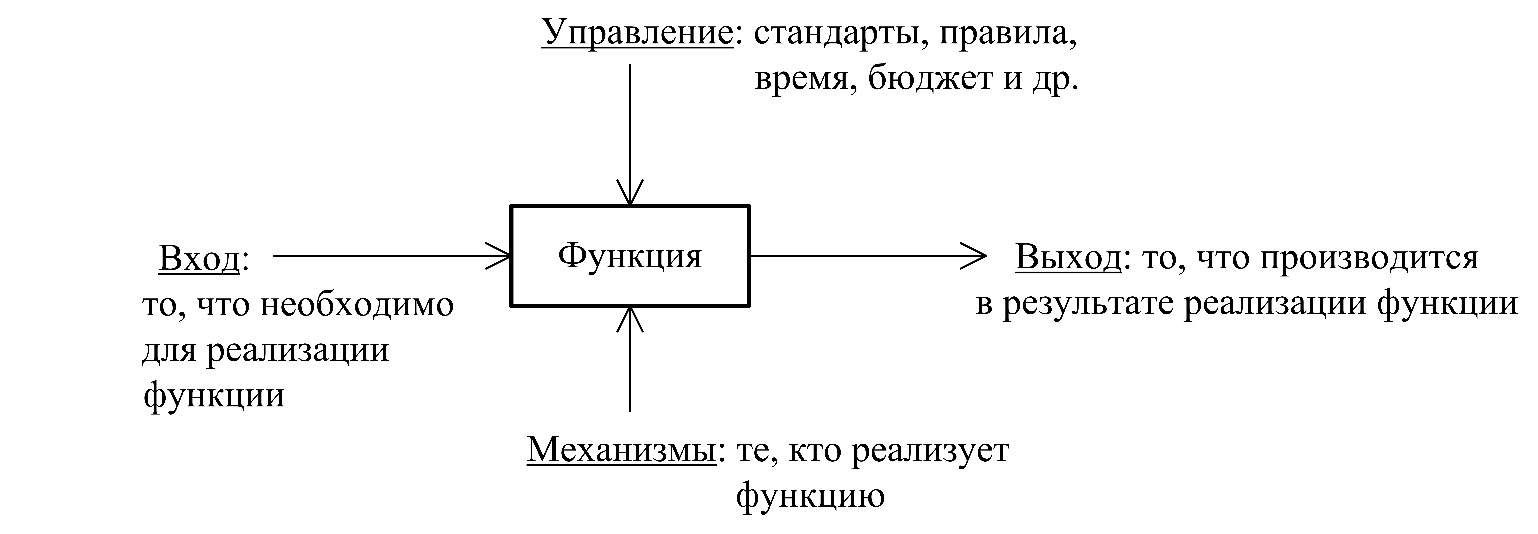 Управление: стандарты, правила,
время, бюджет и др.
Функция
Вход:
то, что необходимо
для реализации
функции
Выход: то, что производится
в результате реализации функции
Механизмы: те, кто реализует
функцию